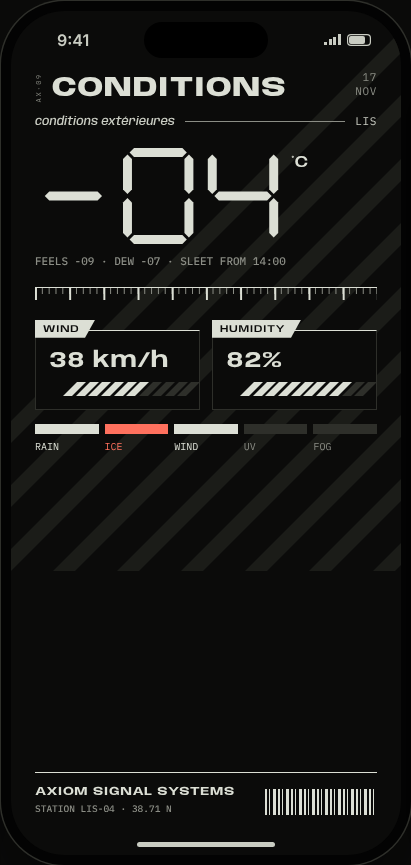 9:41
AX-09
CONDITIONS
17
NOV
conditions extérieures
LIS
-04 °C
FEELS -09 · DEW -07 · SLEET FROM 14:00
WIND
38 km/h
HUMIDITY
82%
RAIN ICE WIND UV FOG
AXIOM SIGNAL SYSTEMS
STATION LIS-04 · 38.71 N